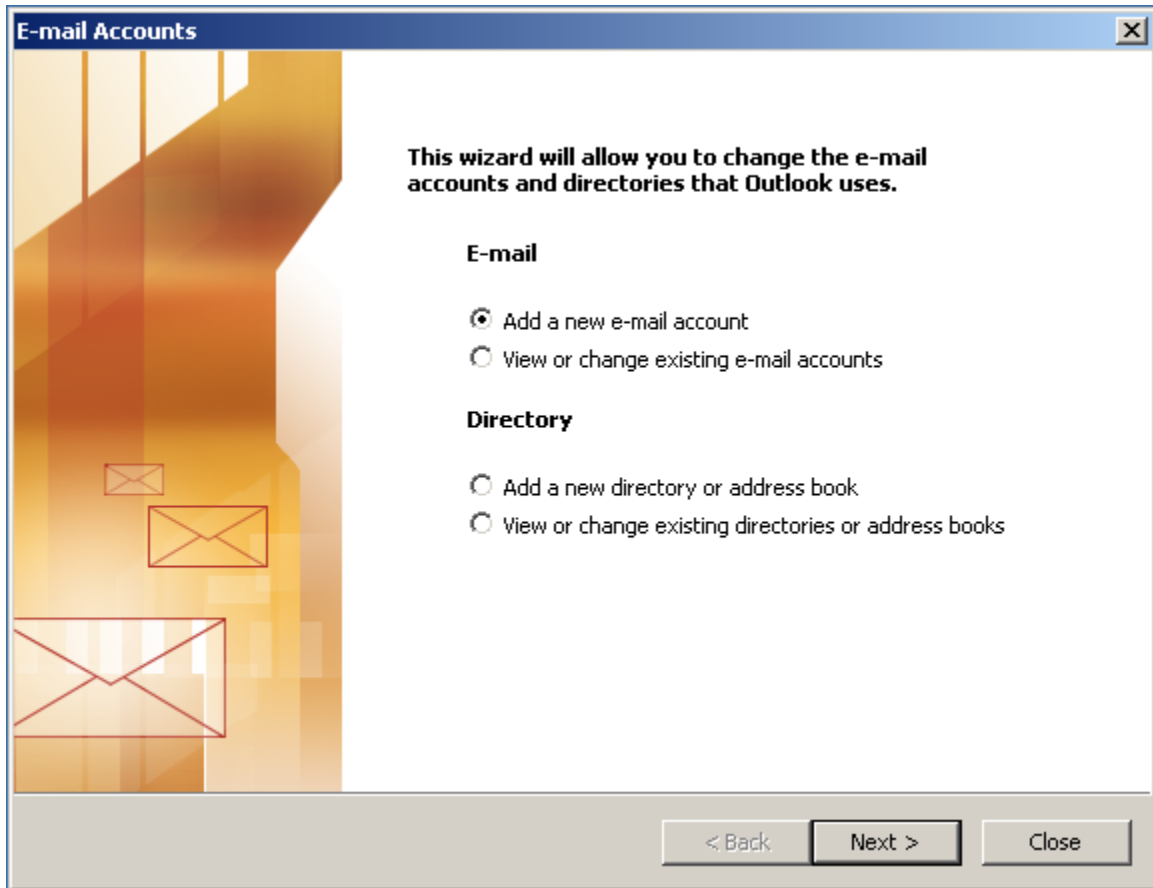 E-mail Accounts
This wizard will allow you to change the e-mail
accounts and directories that Outlook uses.
E-mail
Add a new e-mail account
View or change existing e-mail accounts
Directory
Add a new directory or address book
View or change existing directories or address books
< Back
Next >
Close